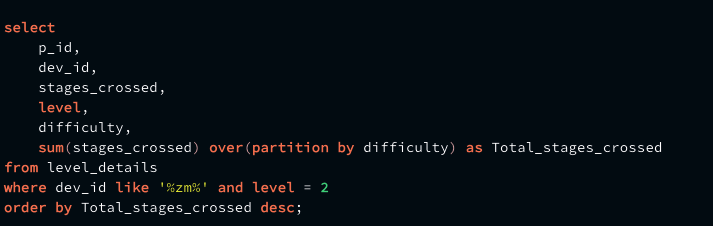 select
    p_id,
    dev_id,
    stages_crossed,
    level,
    difficulty,
    sum(stages_crossed) over(partition by difficulty) as Total_stages_crossed
from level_details
where dev_id like '%zm%' and level = 2
order by Total_stages_crossed desc;